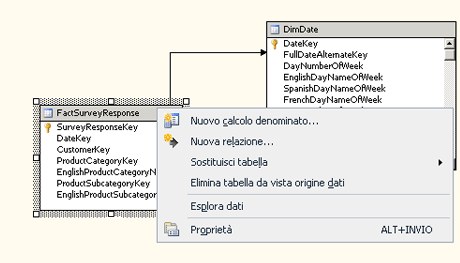 DimDate
DateKey
FullDateAlternateKey
DayNumberOfWeek
EnglishDayNameOfWeek
SpanishDayNameOfWeek
FrenchDayNameOfWeek
FactSurveyResponse
SurveyResponseKey
DateKey
CustomerKey
ProductCategoryKey
EnglishProductCategoryN
ProductSubcategoryKey
EnglishProductSubcategor
Nuovo calcolo denominato...
Nuova relazione...
Sostituisci tabella
Elimina tabella da vista origine dati
Esplora dati
Proprietà ALT+INVIO